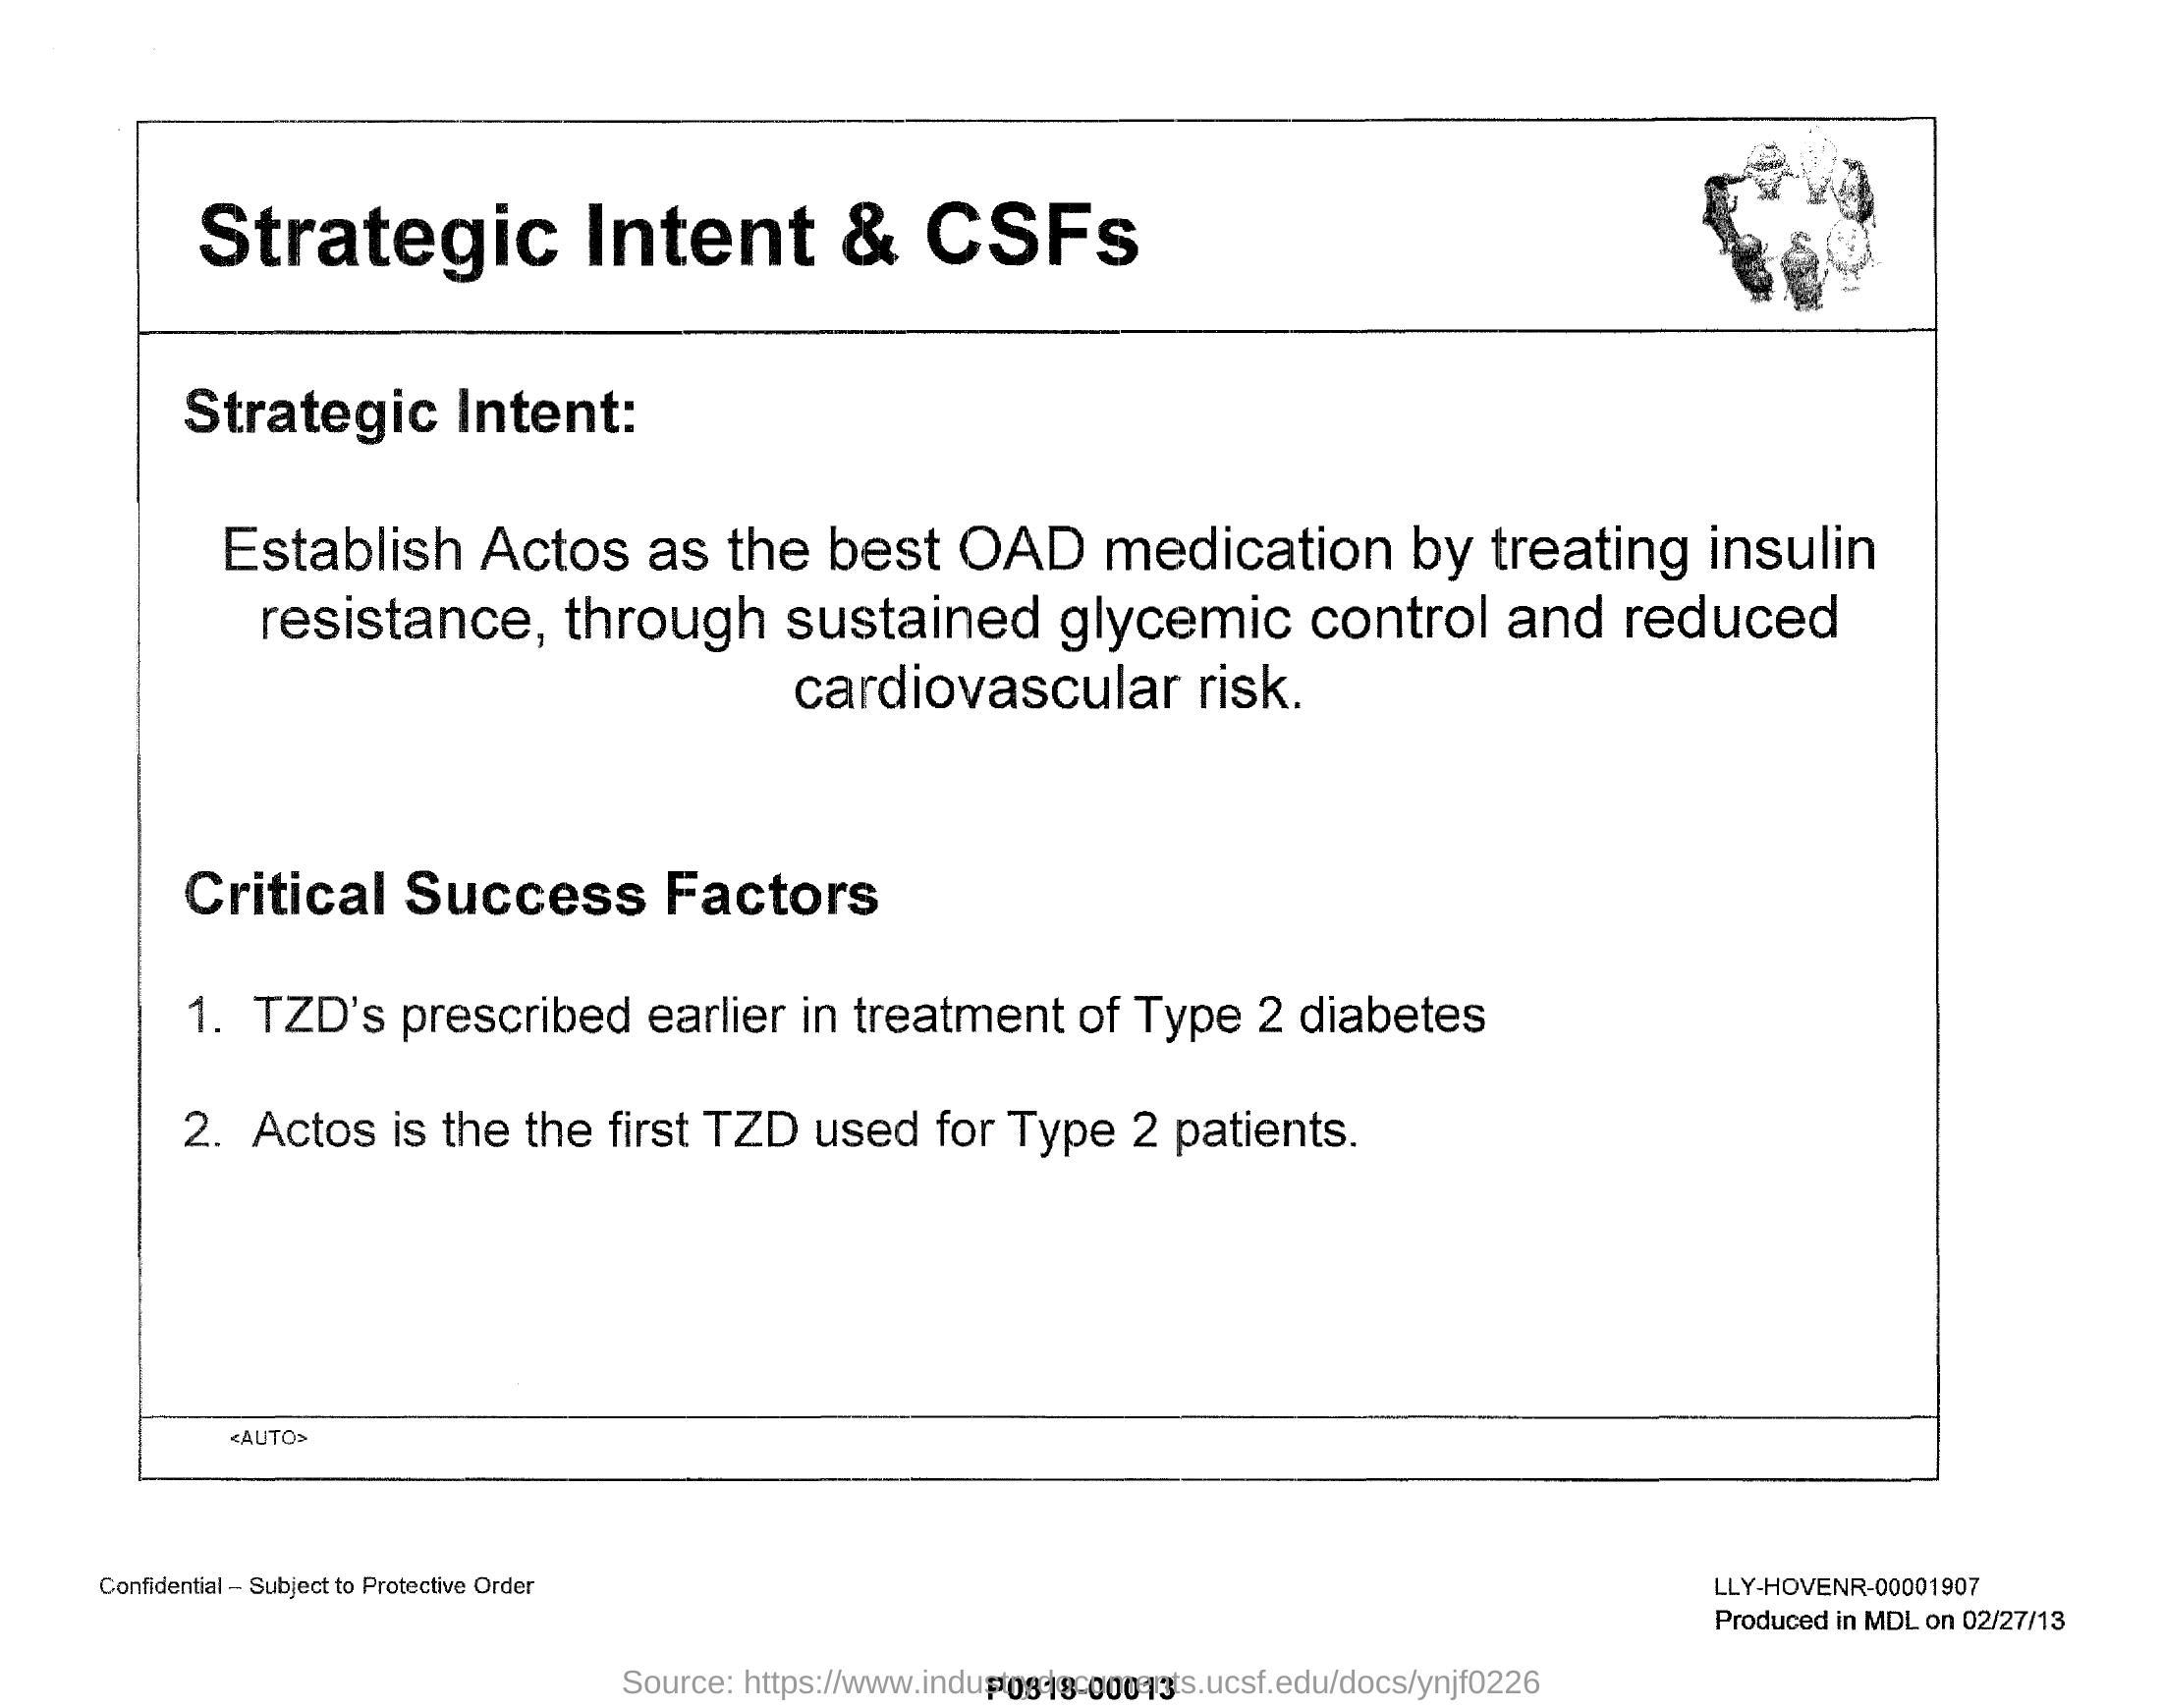 Strategic Intent & CSFs
Strategic Intent:
Establish Actos as the best OAD medication by treating insulin
resistance, through sustained glycemic control and reduced
cardiovascular risk.
Critical Success Factors
1. TZD's prescribed earlier in treatment of Type 2 diabetes
2. Actos is the the first TZD used for Type 2 patients.
<AUTO>
Confidential – Subject to Protective Order
LLY-HOVENR-00001907
Produced in MDL on 02/27/13
Source: https://www.industrydocuments.ucsf.edu/docs/ynjf0226
P0818-00013